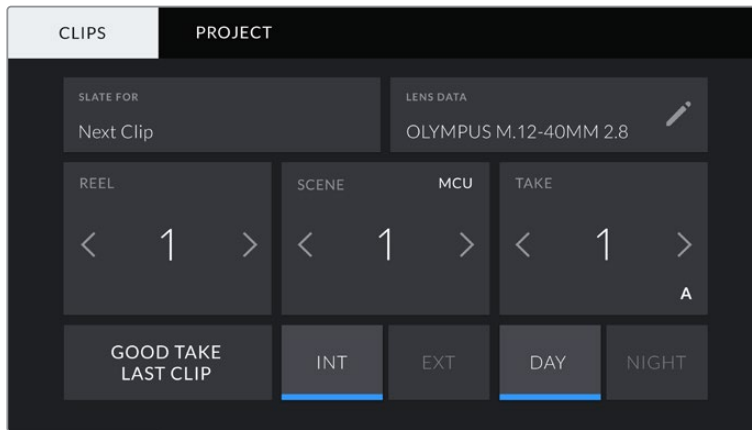 CLIPS PROJECT
SLATE FOR
Next Clip
LENS DATA
OLYMPUS M.12-40MM 2.8
REEL
1
SCENE MCU
1
TAKE
1
A
GOOD TAKE
LAST CLIP
INT
EXT
DAY
NIGHT